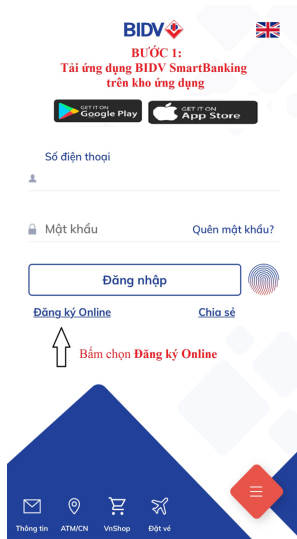 BIDV
BƯỚC 1:
Tải ứng dụng BIDV SmartBanking
trên kho ứng dụng
GET IT ON
Google Play
GET IT ON
App Store
Số điện thoại
Mật khẩu
Quên mật khẩu?
Đăng nhập
Đăng ký Online
Chia sẻ
Bấm chọn Đăng ký Online
Thông tin
ATM/CN
VnShop
Đặt vé